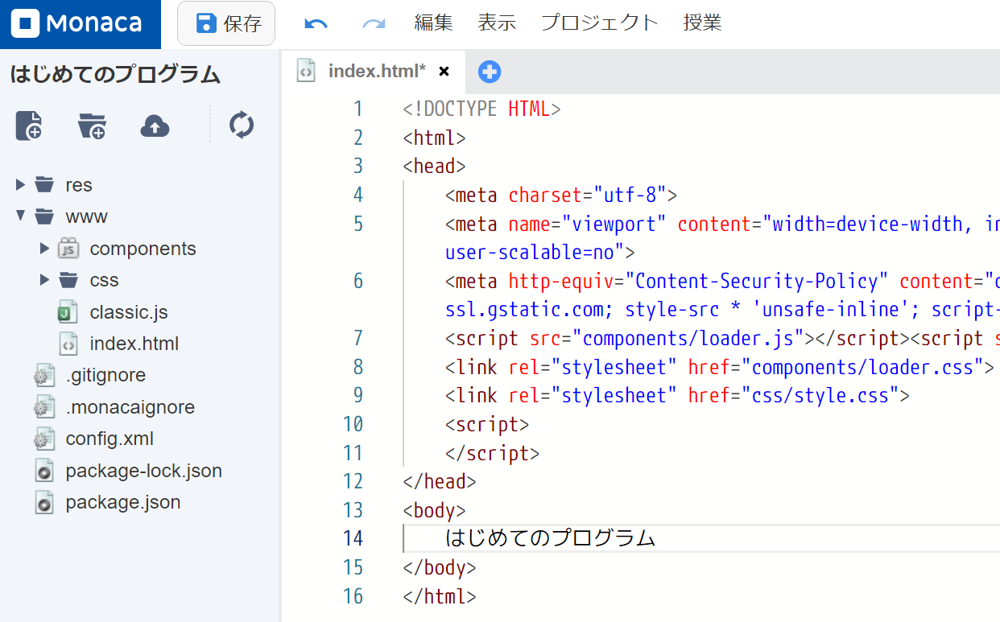 Monaca
保存
編集 表示 プロジェクト 授業
はじめてのプログラム
res
www
components
JS
css
J
classic.js
index.html
.gitignore
.monacaignore
config.xml
package-lock.json
package.json
index.html* ×
1 <!DOCTYPE HTML>
2 <html>
3 <head>
4 <meta charset="utf-8">
5 <meta name="viewport" content="width=device-width, in
user-scalable=no">
6 <meta http-equiv="Content-Security-Policy" content="
ssl.gstatic.com; style-src * 'unsafe-inline'; script-
7 <script src="components/loader.js"></script><script s
8 <link rel="stylesheet" href="components/loader.css">
9 <link rel="stylesheet" href="css/style.css">
10 <script>
11 </script>
12 </head>
13 <body>
14 はじめてのプログラム
15 </body>
16 </html>